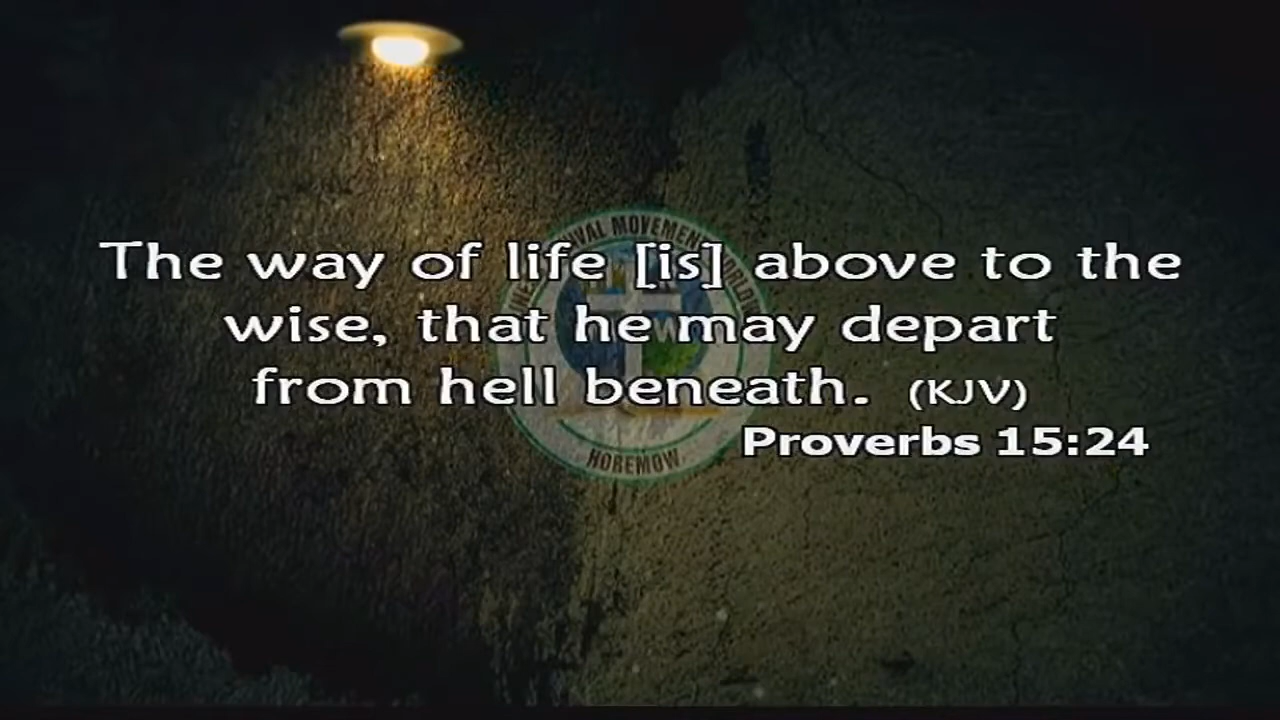 The way of life [is] above to the
wise, that he may depart
from hell beneath. (KJV)
Proverbs 15:24
HOREMOW